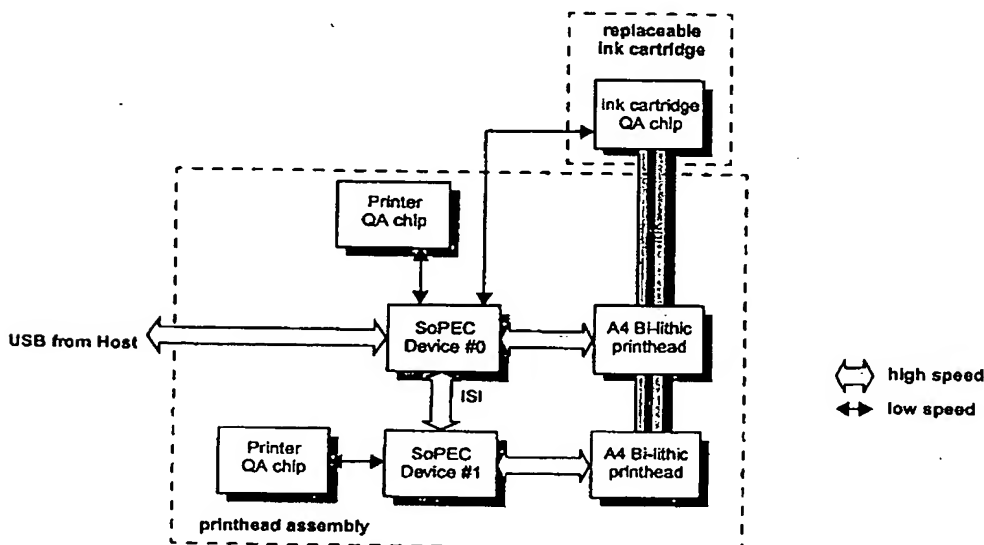 replaceable
ink cartridge
ink cartridge
QA chip
Printer
QA chip
USB from Host
SoPEC
Device #0
A4 Bi-lithic
printhead
high speed
low speed
ISI
Printer
QA chip
SoPEC
Device #1
A4 Bi-lithic
printhead
printhead assembly